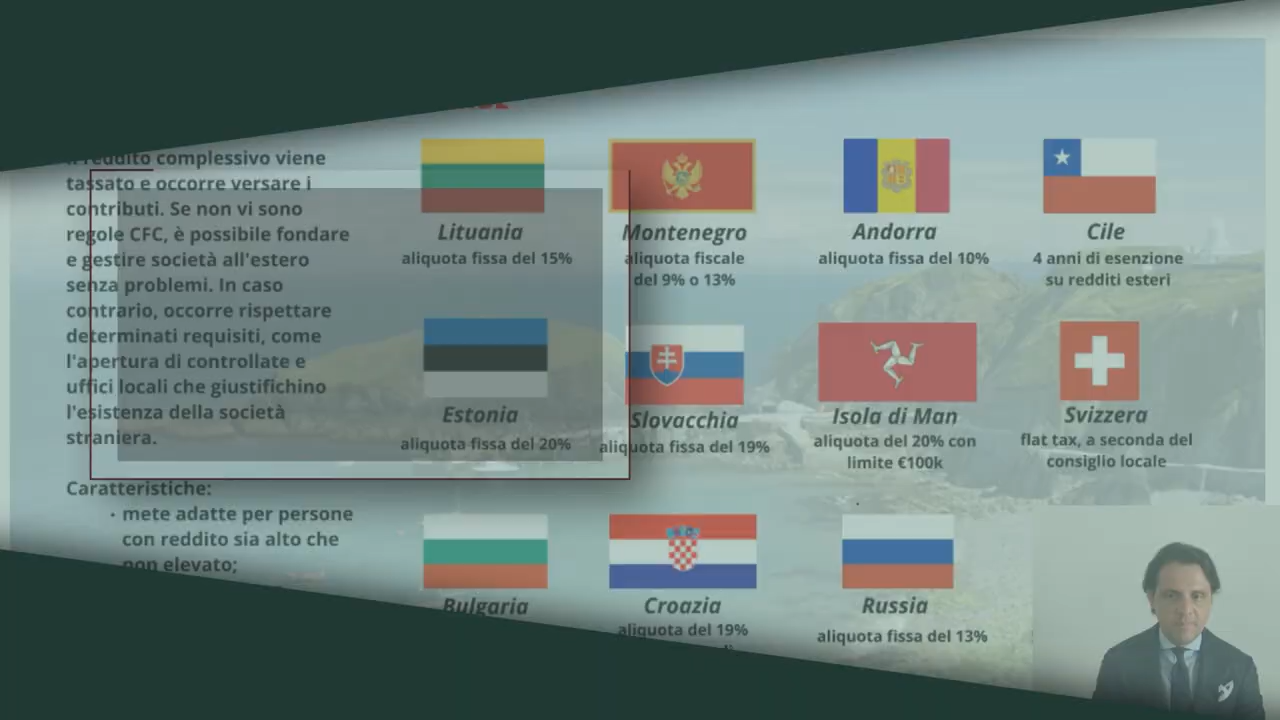 Il reddito complessivo viene
tassato e occorre versare i
contributi. Se non vi sono
regole CFC, è possibile fondare
e gestire società all'estero
senza problemi. In caso
contrario, occorre rispettare
determinati requisiti, come
l'apertura di controllate e
uffici locali che giustifichino
l'esistenza della società
straniera.
Caratteristiche:
· mete adatte per persone
con reddito sia alto che
non elevato;
Lituania
aliquota fissa del 15%
Montenegro
aliquota fiscale
del 9% o 13%
Andorra
aliquota fissa del 10%
Cile
4 anni di esenzione
su redditi esteri
Estonia
aliquota fissa del 20%
Slovacchia
aliquota fissa del 19%
Isola di Man
aliquota del 20% con
limite €100k
Svizzera
flat tax, a seconda del
consiglio locale
Bulgaria
Croazia
aliquota del 19%
Russia
aliquota fissa del 13%